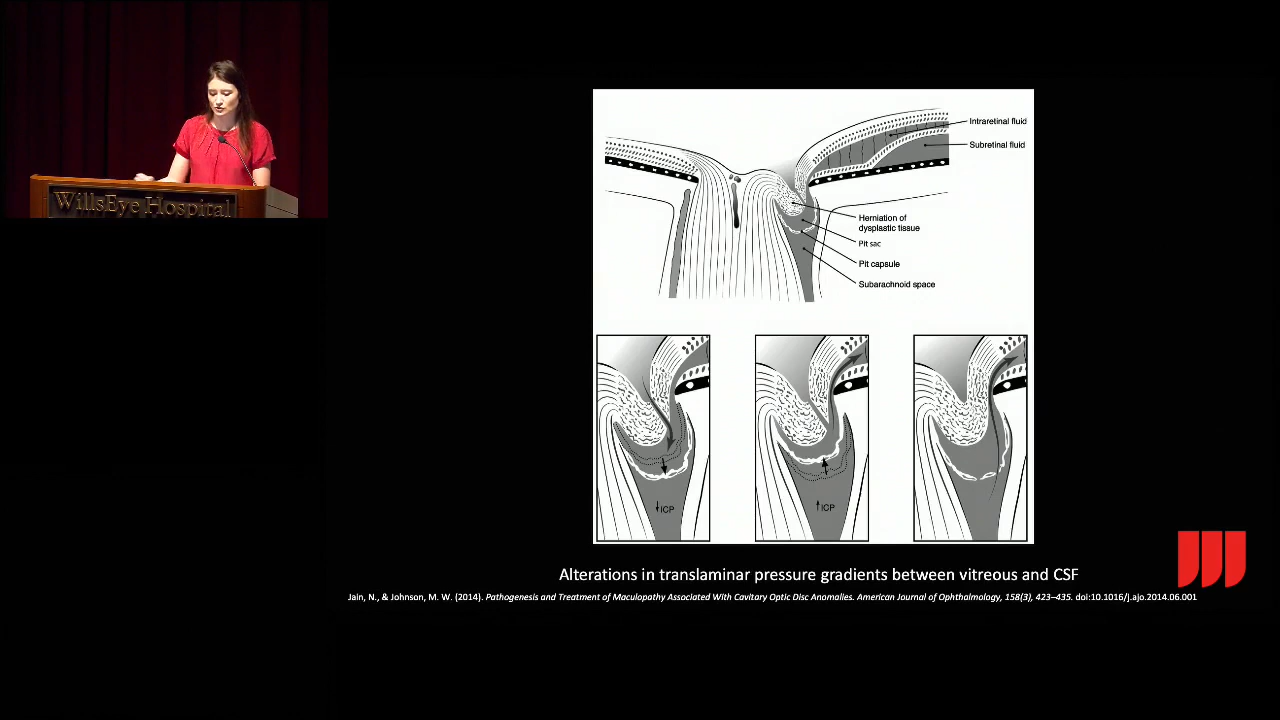 WillsEye Hospital
Intraretinal fluid
Subretinal fluid
Herniation of
dysplastic tissue
Pit sac
Pit capsule
Subarachnoid space
↓ICP
↑ICP
Alterations in translaminar pressure gradients between vitreous and CSF
Jain, N., & Johnson, M. W. (2014). Pathogenesis and Treatment of Maculopathy Associated With Cavitary Optic Disc Anomalies. American Journal of Ophthalmology, 158(3), 423–435. doi:10.1016/j.ajo.2014.06.001